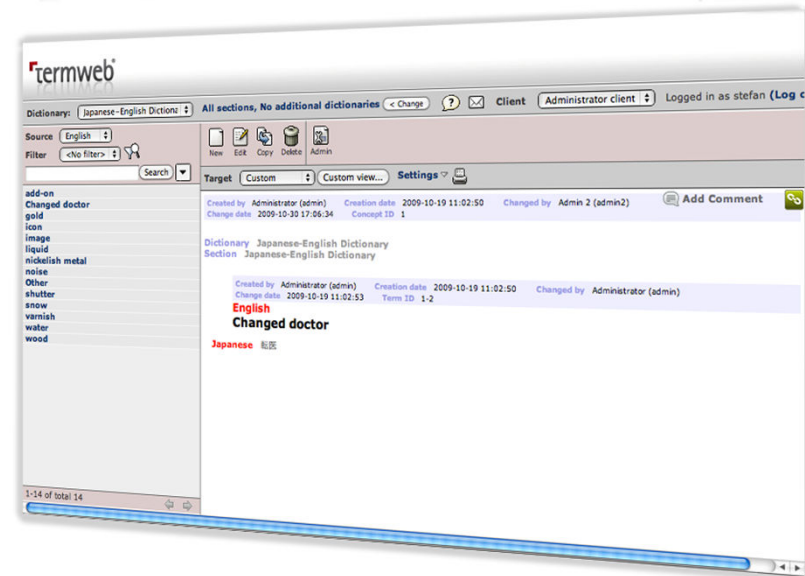 termweb
Dictionary: Japanese-English Dictiona All sections, No additional dictionaries < Change ? Client Administrator client Logged in as stefan (Log
Source English
Filter <No filter>
Search
New Edit Copy Delete Admin
Target Custom Custom view... Settings
add-on
Changed doctor
gold
icon
image
liquid
nickelish metal
noise
Other
shutter
snow
varnish
water
wood
1-14 of total 14
Created by Administrator (admin) Creation date 2009-10-19 11:02:50 Changed by Admin 2 (admin2) Add Comment
Change date 2009-10-30 17:06:34 Concept ID 1
Dictionary Japanese-English Dictionary
Section Japanese-English Dictionary
Created by Administrator (admin) Creation date 2009-10-19 11:02:50 Changed by Administrator (admin)
Change date 2009-10-19 11:02:53 Term ID 1-2
English
Changed doctor
Japanese 転医